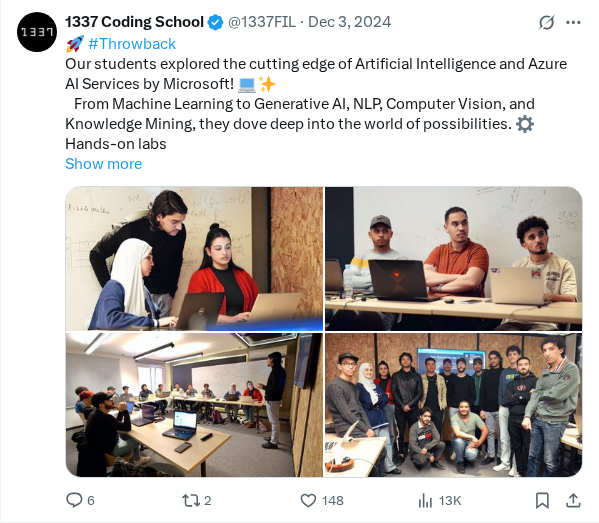 1337
1337 Coding School @1337FIL · Dec 3, 2024
🚀 #Throwback
Our students explored the cutting edge of Artificial Intelligence and Azure
AI Services by Microsoft! 💻✨
From Machine Learning to Generative AI, NLP, Computer Vision, and
Knowledge Mining, they dove deep into the world of possibilities. ⚙️
Hands-on labs
Show more
6 2 148 13K